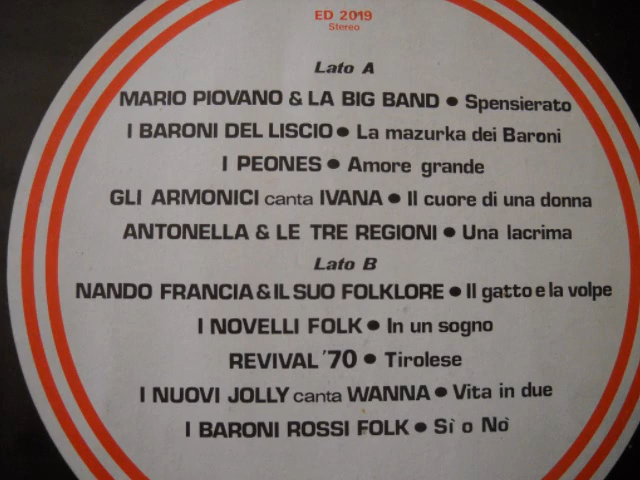 ED 2019
Stereo
Lato A
MARIO PIOVANO & LA BIG BAND • Spensierato
I BARONI DEL LISCIO • La mazurka dei Baroni
I PEONES • Amore grande
GLI ARMONICI canta IVANA • Il cuore di una donna
ANTONELLA & LE TRE REGIONI • Una lacrima
Lato B
NANDO FRANCIA & IL SUO FOLKLORE • Il gatto e la volpe
I NOVELLI FOLK • In un sogno
REVIVAL '70 • Tirolese
I NUOVI JOLLY canta WANNA • Vita in due
I BARONI ROSSI FOLK • Sì o Nò